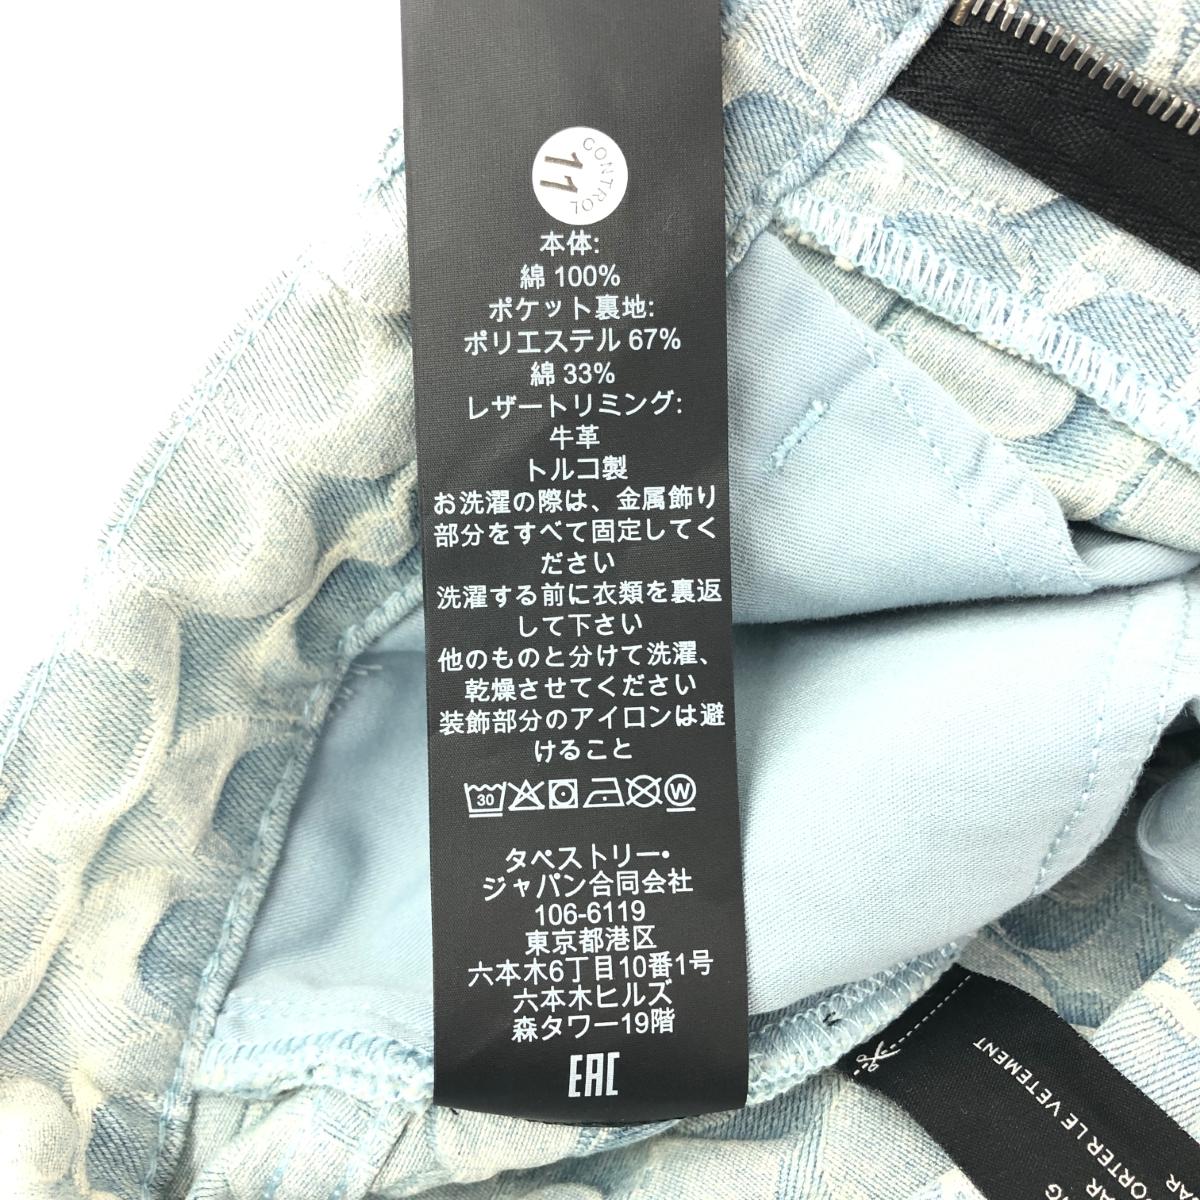 CONTROL
11
本体:
綿 100%
ポケット裏地:
ポリエステル 67%
綿 33%
レザートリミング:
牛革
トルコ製
お洗濯の際は、金属飾り
部分をすべて固定してく
ださい
洗濯する前に衣類を裏返
して下さい
他のものと分けて洗濯、
乾燥させてください
装飾部分のアイロンは避
けること
30 W
タペストリー・
ジャパン合同会社
106-6119
東京都港区
六本木6丁目10番1号
六本木ヒルズ
森タワー19階
EAC
PORTER LE VETEMENT